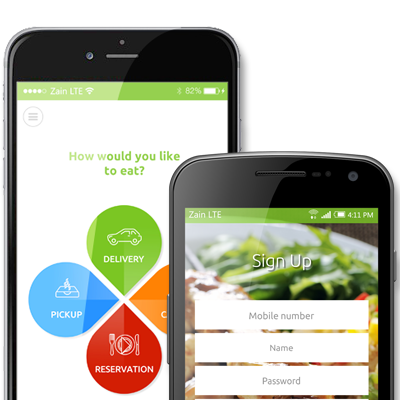 Zain LTE
82%
How would you like
to eat?
DELIVERY
PICKUP
C
RESERVATION
Zain LTE
4:11 PM
Sign Up
Mobile number
Name
Password